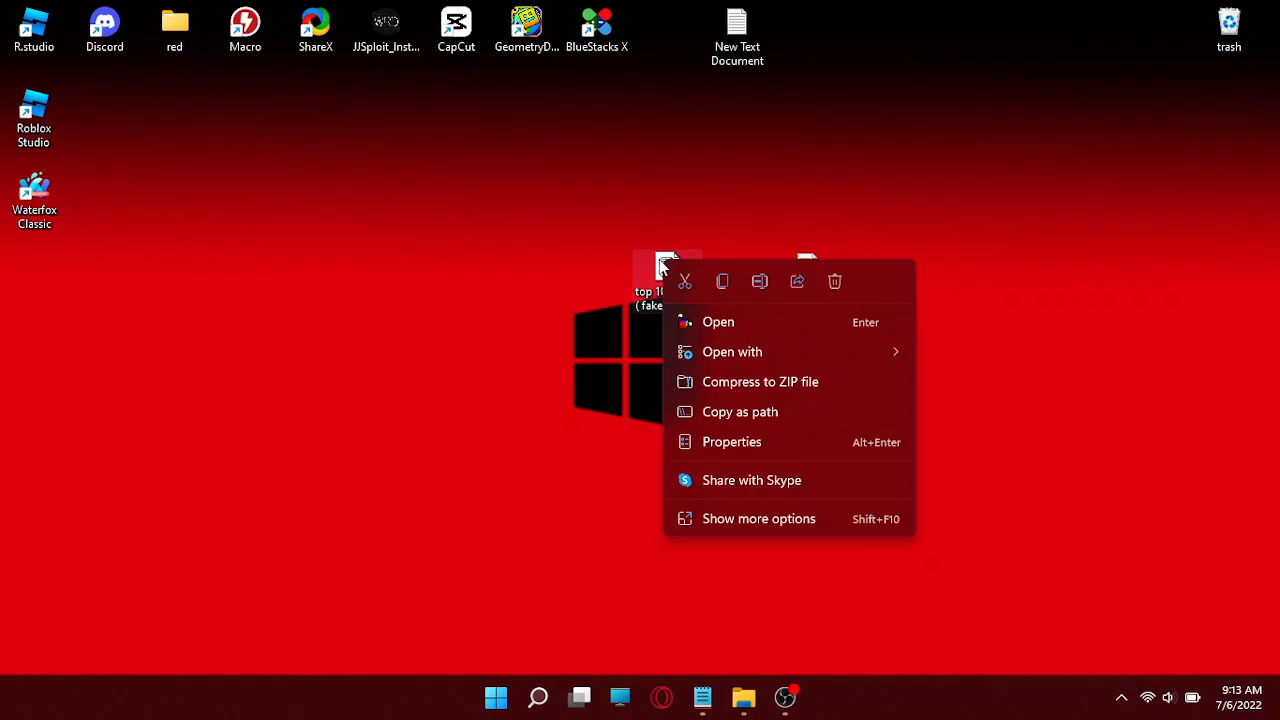 R.studio
Discord
red
Macro
ShareX
JJSploit_Inst...
CapCut
GeometryD...
BlueStacks X
New Text
Document
trash
Roblox
Studio
Waterfox
Classic
top
(fake
Open Enter
Open with
Compress to ZIP file
Copy as path
Properties Alt+Enter
Share with Skype
Show more options Shift+F10
9:13 AM
7/6/2022